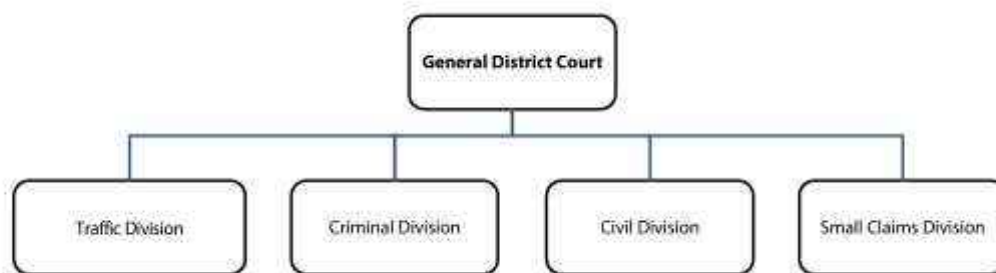 General District Court
Traffic Division
Criminal Division
Civil Division
Small Claims Division